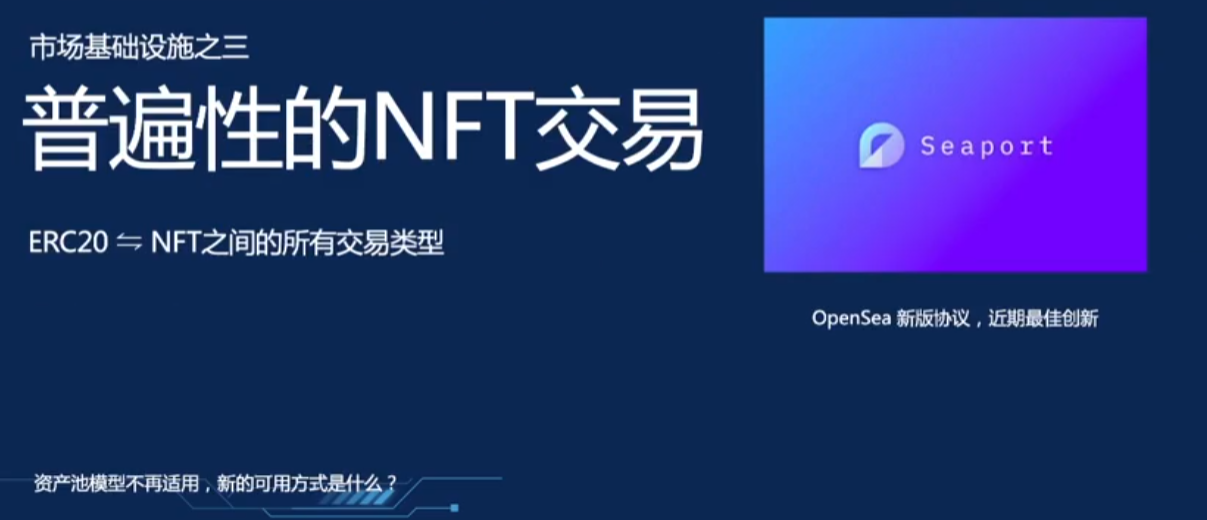 市场基础设施之三
普遍性的NFT交易
ERC20 ⇋ NFT之间的所有交易类型
Seaport
OpenSea 新版协议，近期最佳创新
资产池模型不再适用，新的可用方式是什么？